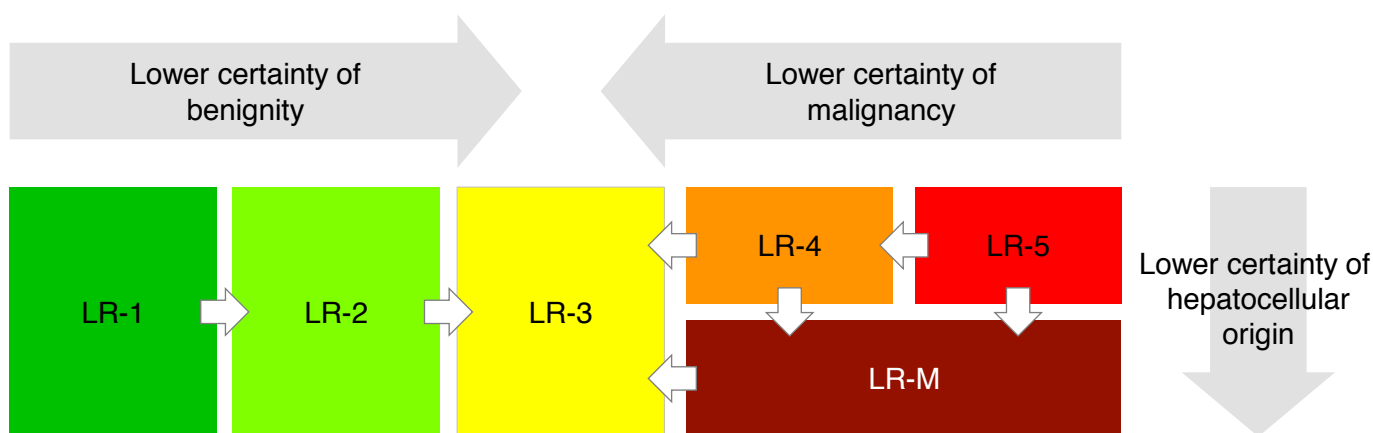 Lower certainty of
benignity
Lower certainty of
malignancy
LR-1
LR-2
LR-3
LR-4
LR-5
LR-M
Lower certainty of
hepatocellular
origin